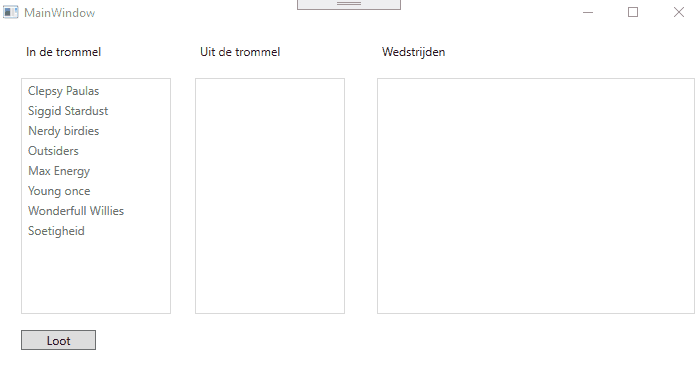 MainWindow
In de trommel
Uit de trommel
Wedstrijden
Clepsy Paulas
Siggid Stardust
Nerdy birdies
Outsiders
Max Energy
Young once
Wonderfull Willies
Soetigheid
Loot